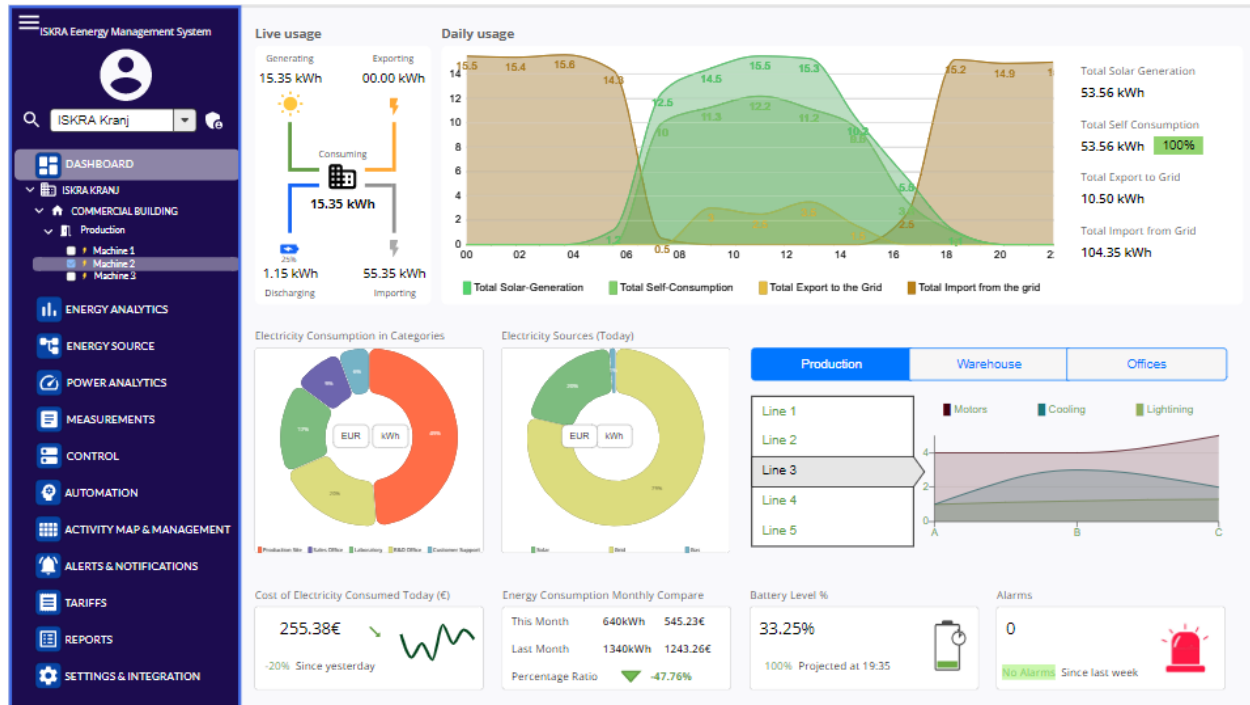 ISKRA Eenergy Management System
ISKRA Kranj
DASHBOARD
ISKRA KRANJ
COMMERCIAL BUILDING
Production
Machine 1
Machine 2
Machine 3
ENERGY ANALYTICS
ENERGY SOURCE
POWER ANALYTICS
MEASUREMENTS
CONTROL
AUTOMATION
ACTIVITY MAP & MANAGEMENT
ALERTS & NOTIFICATIONS
TARIFFS
REPORTS
SETTINGS & INTEGRATION
Live usage
Generating Exporting
15.35 kWh 00.00 kWh
Consuming
15.35 kWh
25%
1.15 kWh 55.35 kWh
Discharging Importing
Daily usage
14
12
10
8
6
4
2
0
15.5 15.4 15.6 14.3 15.2 14.9
12.5 14.5 15.5 15.3 10.2 5.8 1.1
1.2 10 11.3 12.2 11.2
0.5 2.5
00 02 04 06 08 10 12 14 16 18 20
Total Solar-Generation Total Self-Consumption Total Export to the Grid Total Import from the grid
Total Solar Generation
53.56 kWh
Total Self Consumption
53.56 kWh 100%
Total Export to Grid
10.50 kWh
Total Import from Grid
104.35 kWh
Electricity Consumption in Categories
EUR kWh
Production Site Sales Office Laboratory R&D Office Customer Support
Electricity Sources (Today)
EUR kWh
Solar Grid Gas
Production Warehouse Offices
Line 1
Line 2
Line 3
Line 4
Line 5
Motors Cooling Lightining
4
2
0
A B C
Cost of Electricity Consumed Today (€)
255.38€
-20% Since yesterday
Energy Consumption Monthly Compare
This Month 640kWh 545.23€
Last Month 1340kWh 1243.26€
Percentage Ratio -47.76%
Battery Level %
33.25%
100% Projected at 19:35
Alarms
0
No Alarms Since last week